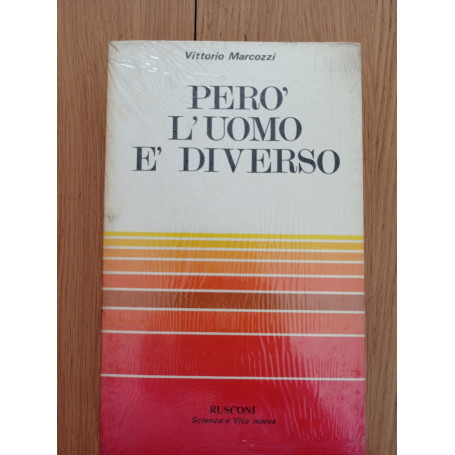 Vittorio Marcozzi
PERO'
L'UOMO
E' DIVERSO
RUSCONI
Scienza e Vita nuova